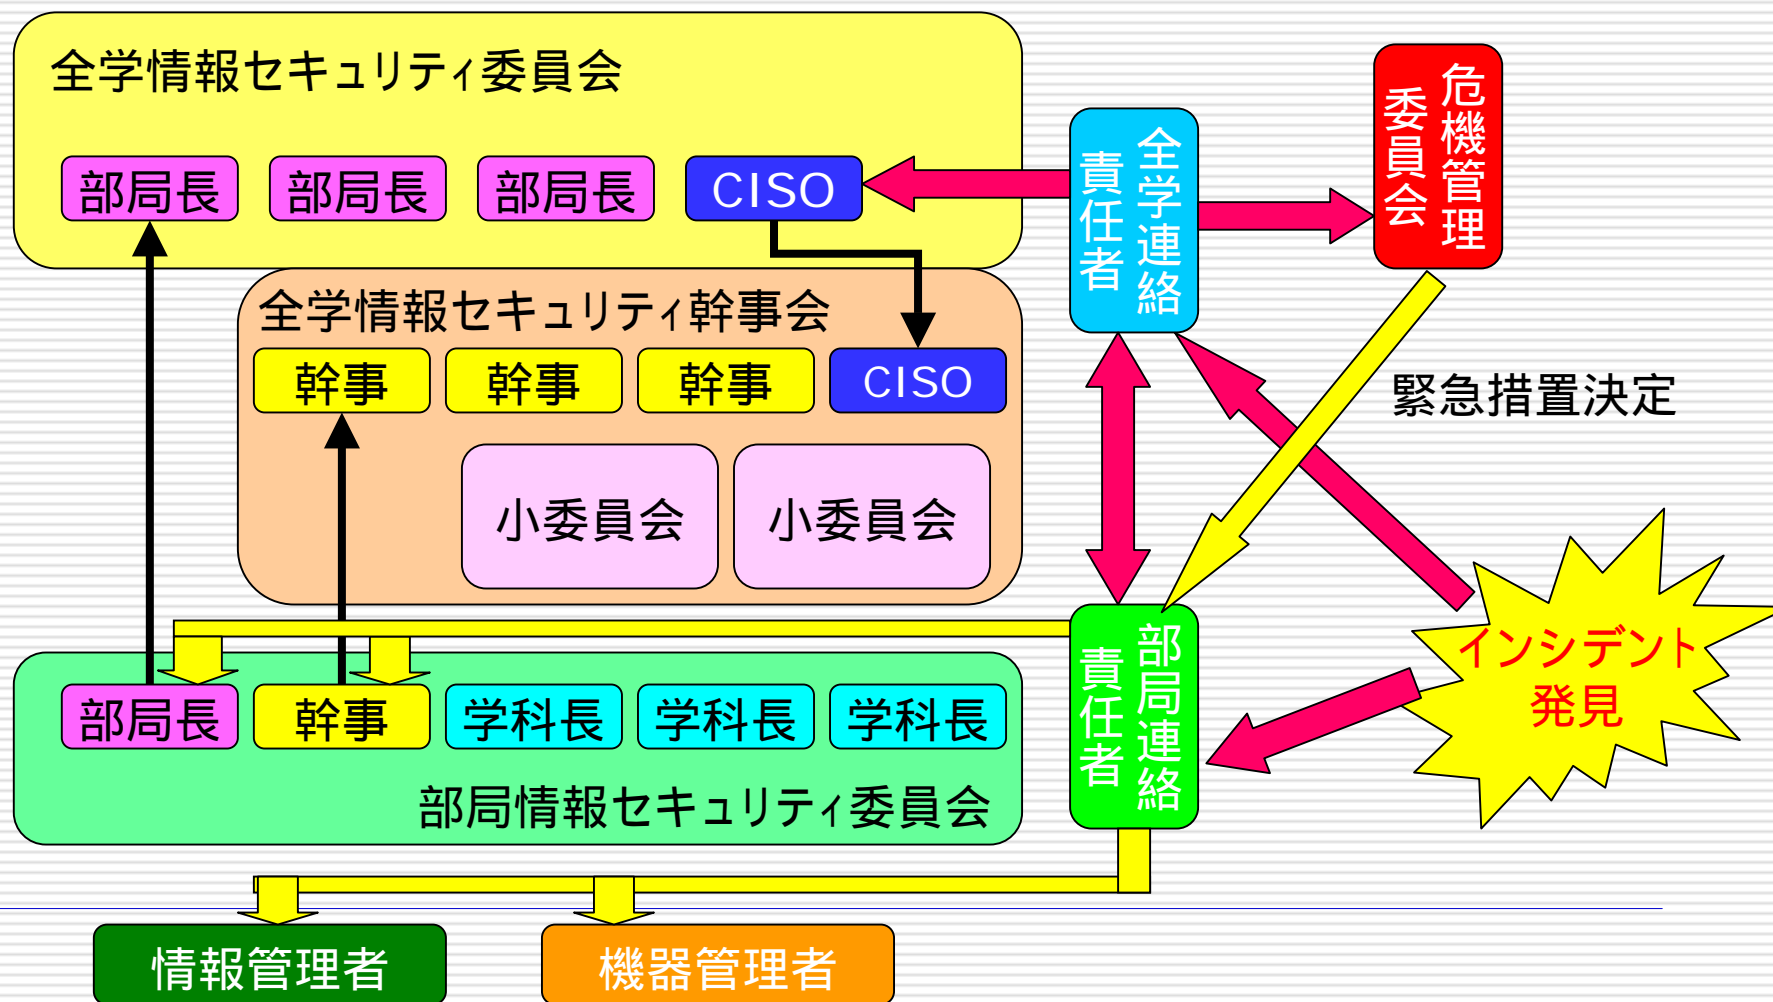 全学情報セキュリティ委員会
部局長
部局長
部局長
CISO
全学連絡
責任者
危機管理
委員会
全学情報セキュリティ幹事会
幹事
幹事
幹事
CISO
緊急措置決定
小委員会
小委員会
インシデント
発見
部局連絡
責任者
部局長
幹事
学科長
学科長
学科長
部局情報セキュリティ委員会
情報管理者
機器管理者